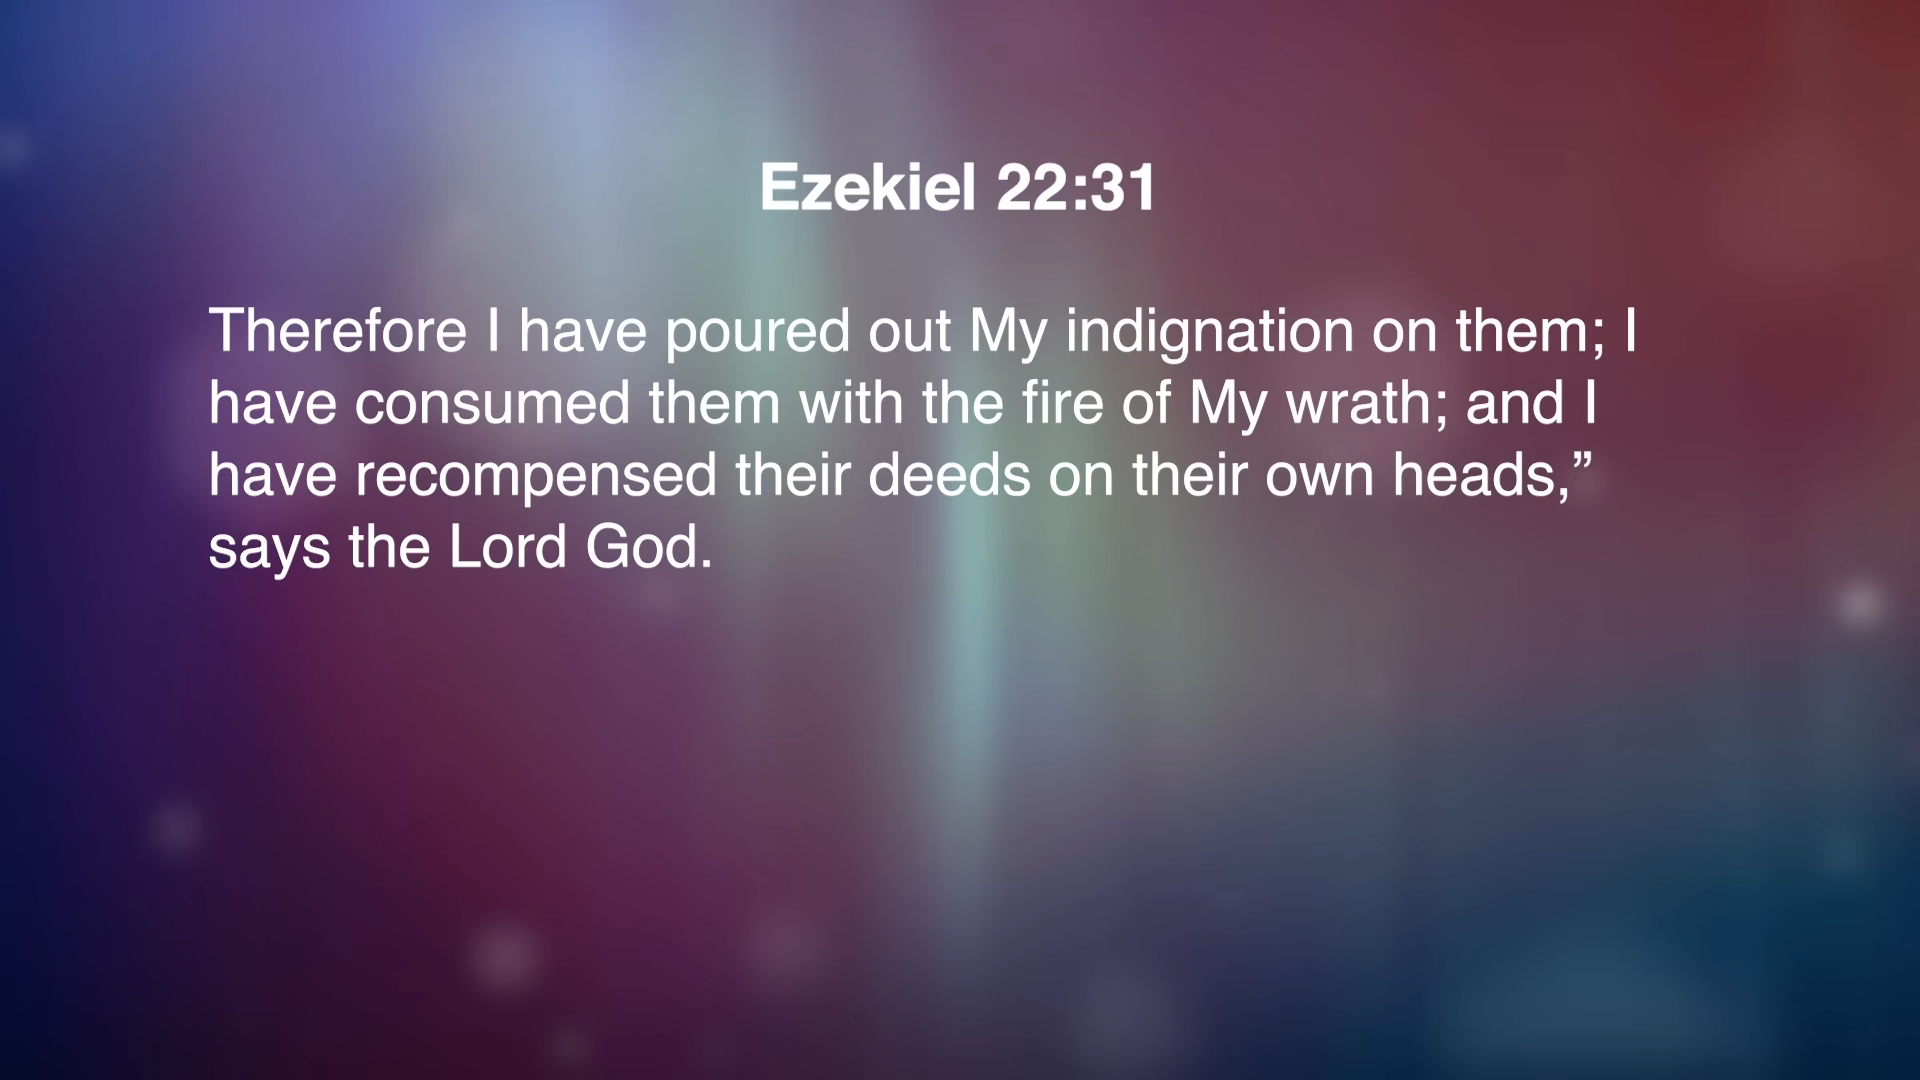 Ezekiel 22:31
Therefore I have poured out My indignation on them; I
have consumed them with the fire of My wrath; and I
have recompensed their deeds on their own heads,”
says the Lord God.